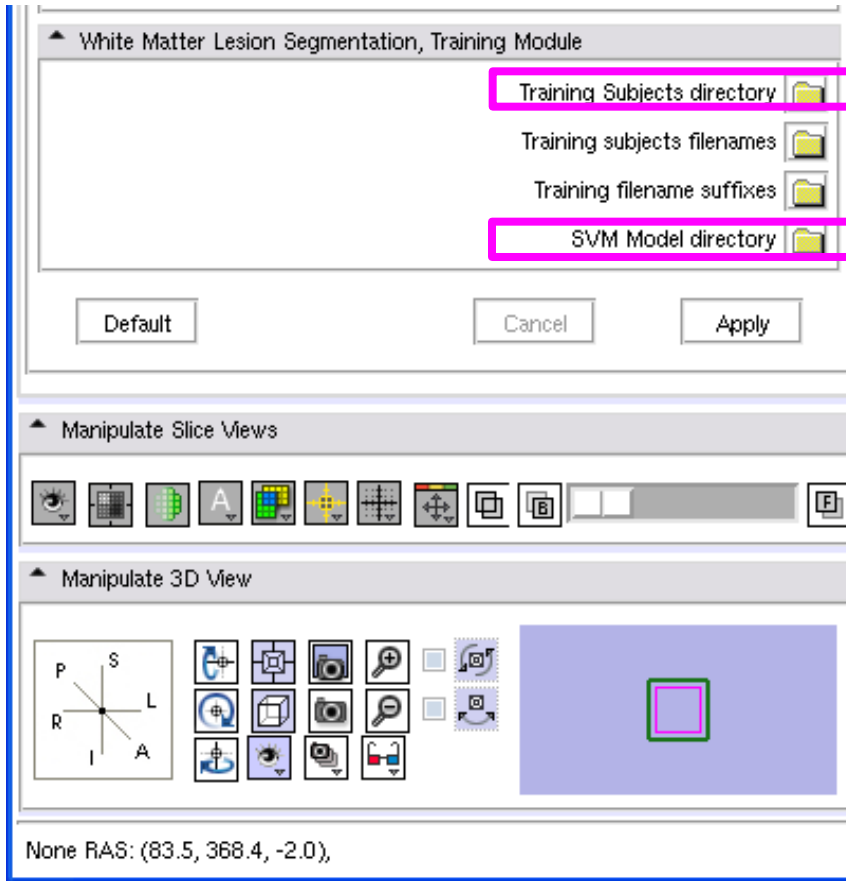 White Matter Lesion Segmentation, Training Module
Training Subjects directory
Training subjects filenames
Training filename suffixes
SVM Model directory
Default Cancel Apply
Manipulate Slice Views
A B F
Manipulate 3D View
P S
R L
I A
None RAS: (83.5, 368.4, -2.0),